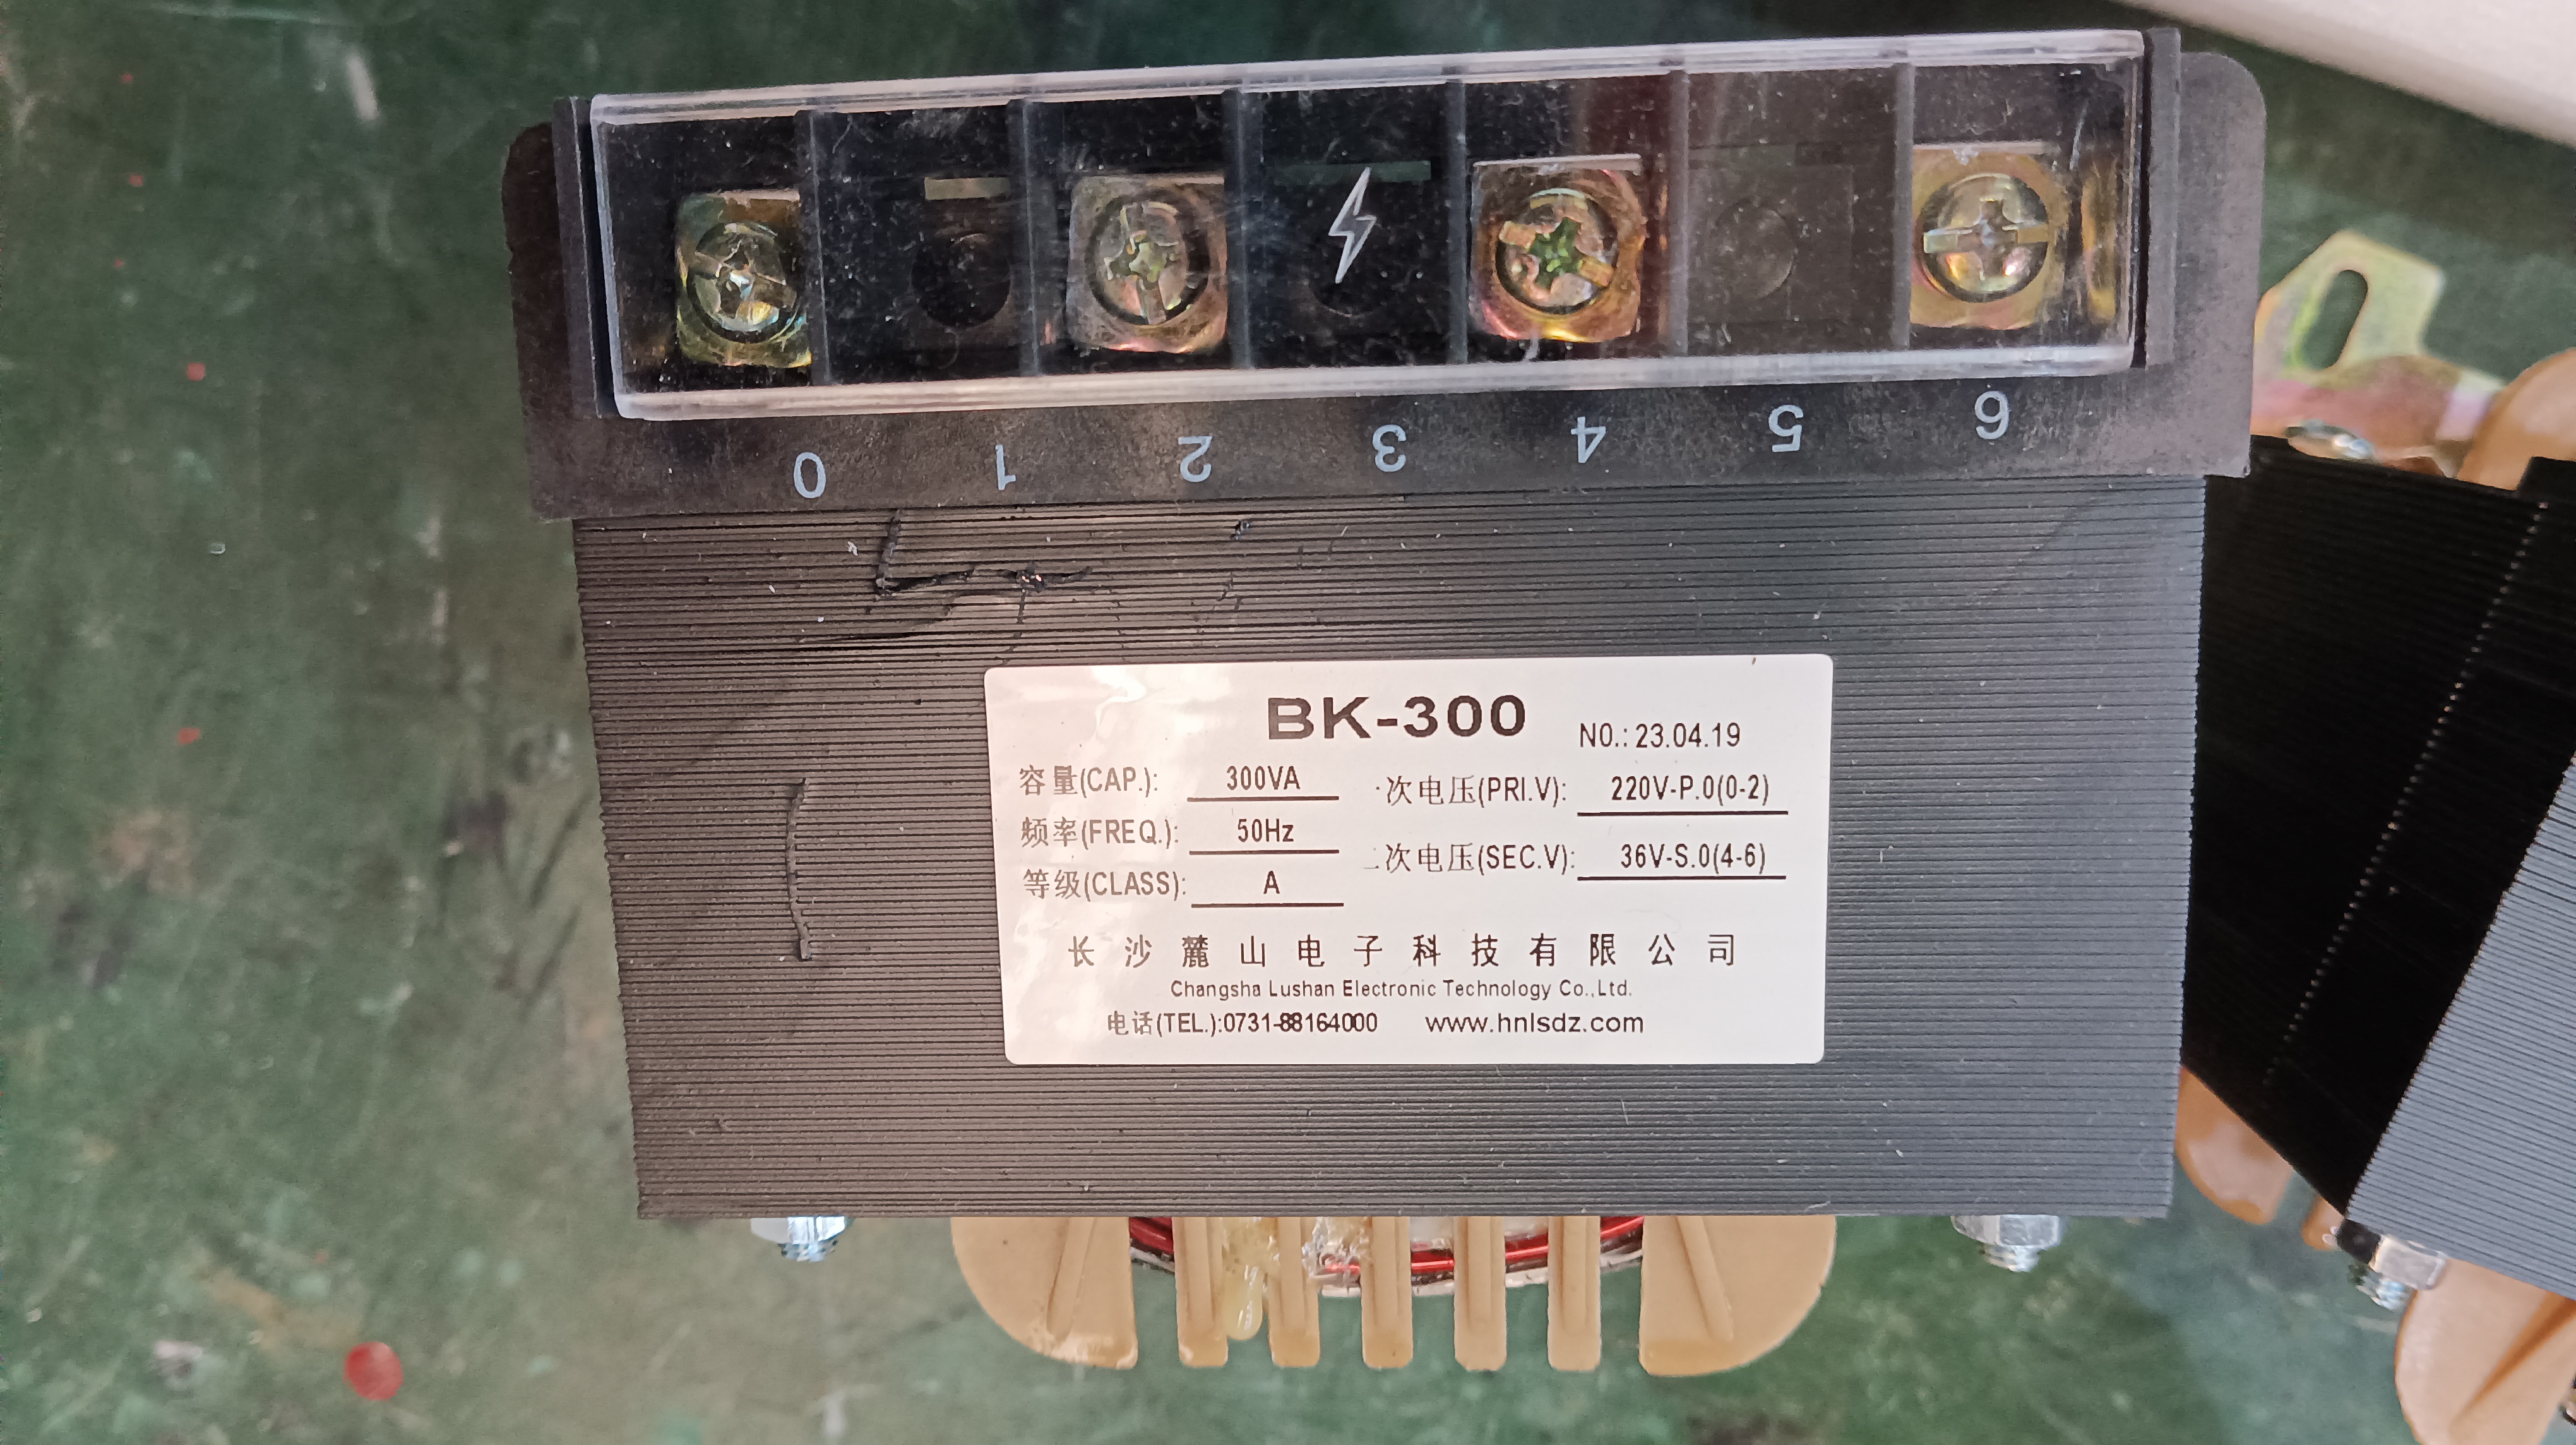 0 1 2 3 4 5 6
BK-300
N0.: 23.04.19
容量(CAP.): 300VA
一次电压(PRI.V): 220V-P.0(0-2)
频率(FREQ.): 50Hz
二次电压(SEC.V): 36V-S.0(4-6)
等级(CLASS): A
长沙麓山电子科技有限公司
Changsha Lushan Electronic Technology Co.,Ltd.
电话(TEL.):0731-88164000 www.hnlsdz.com